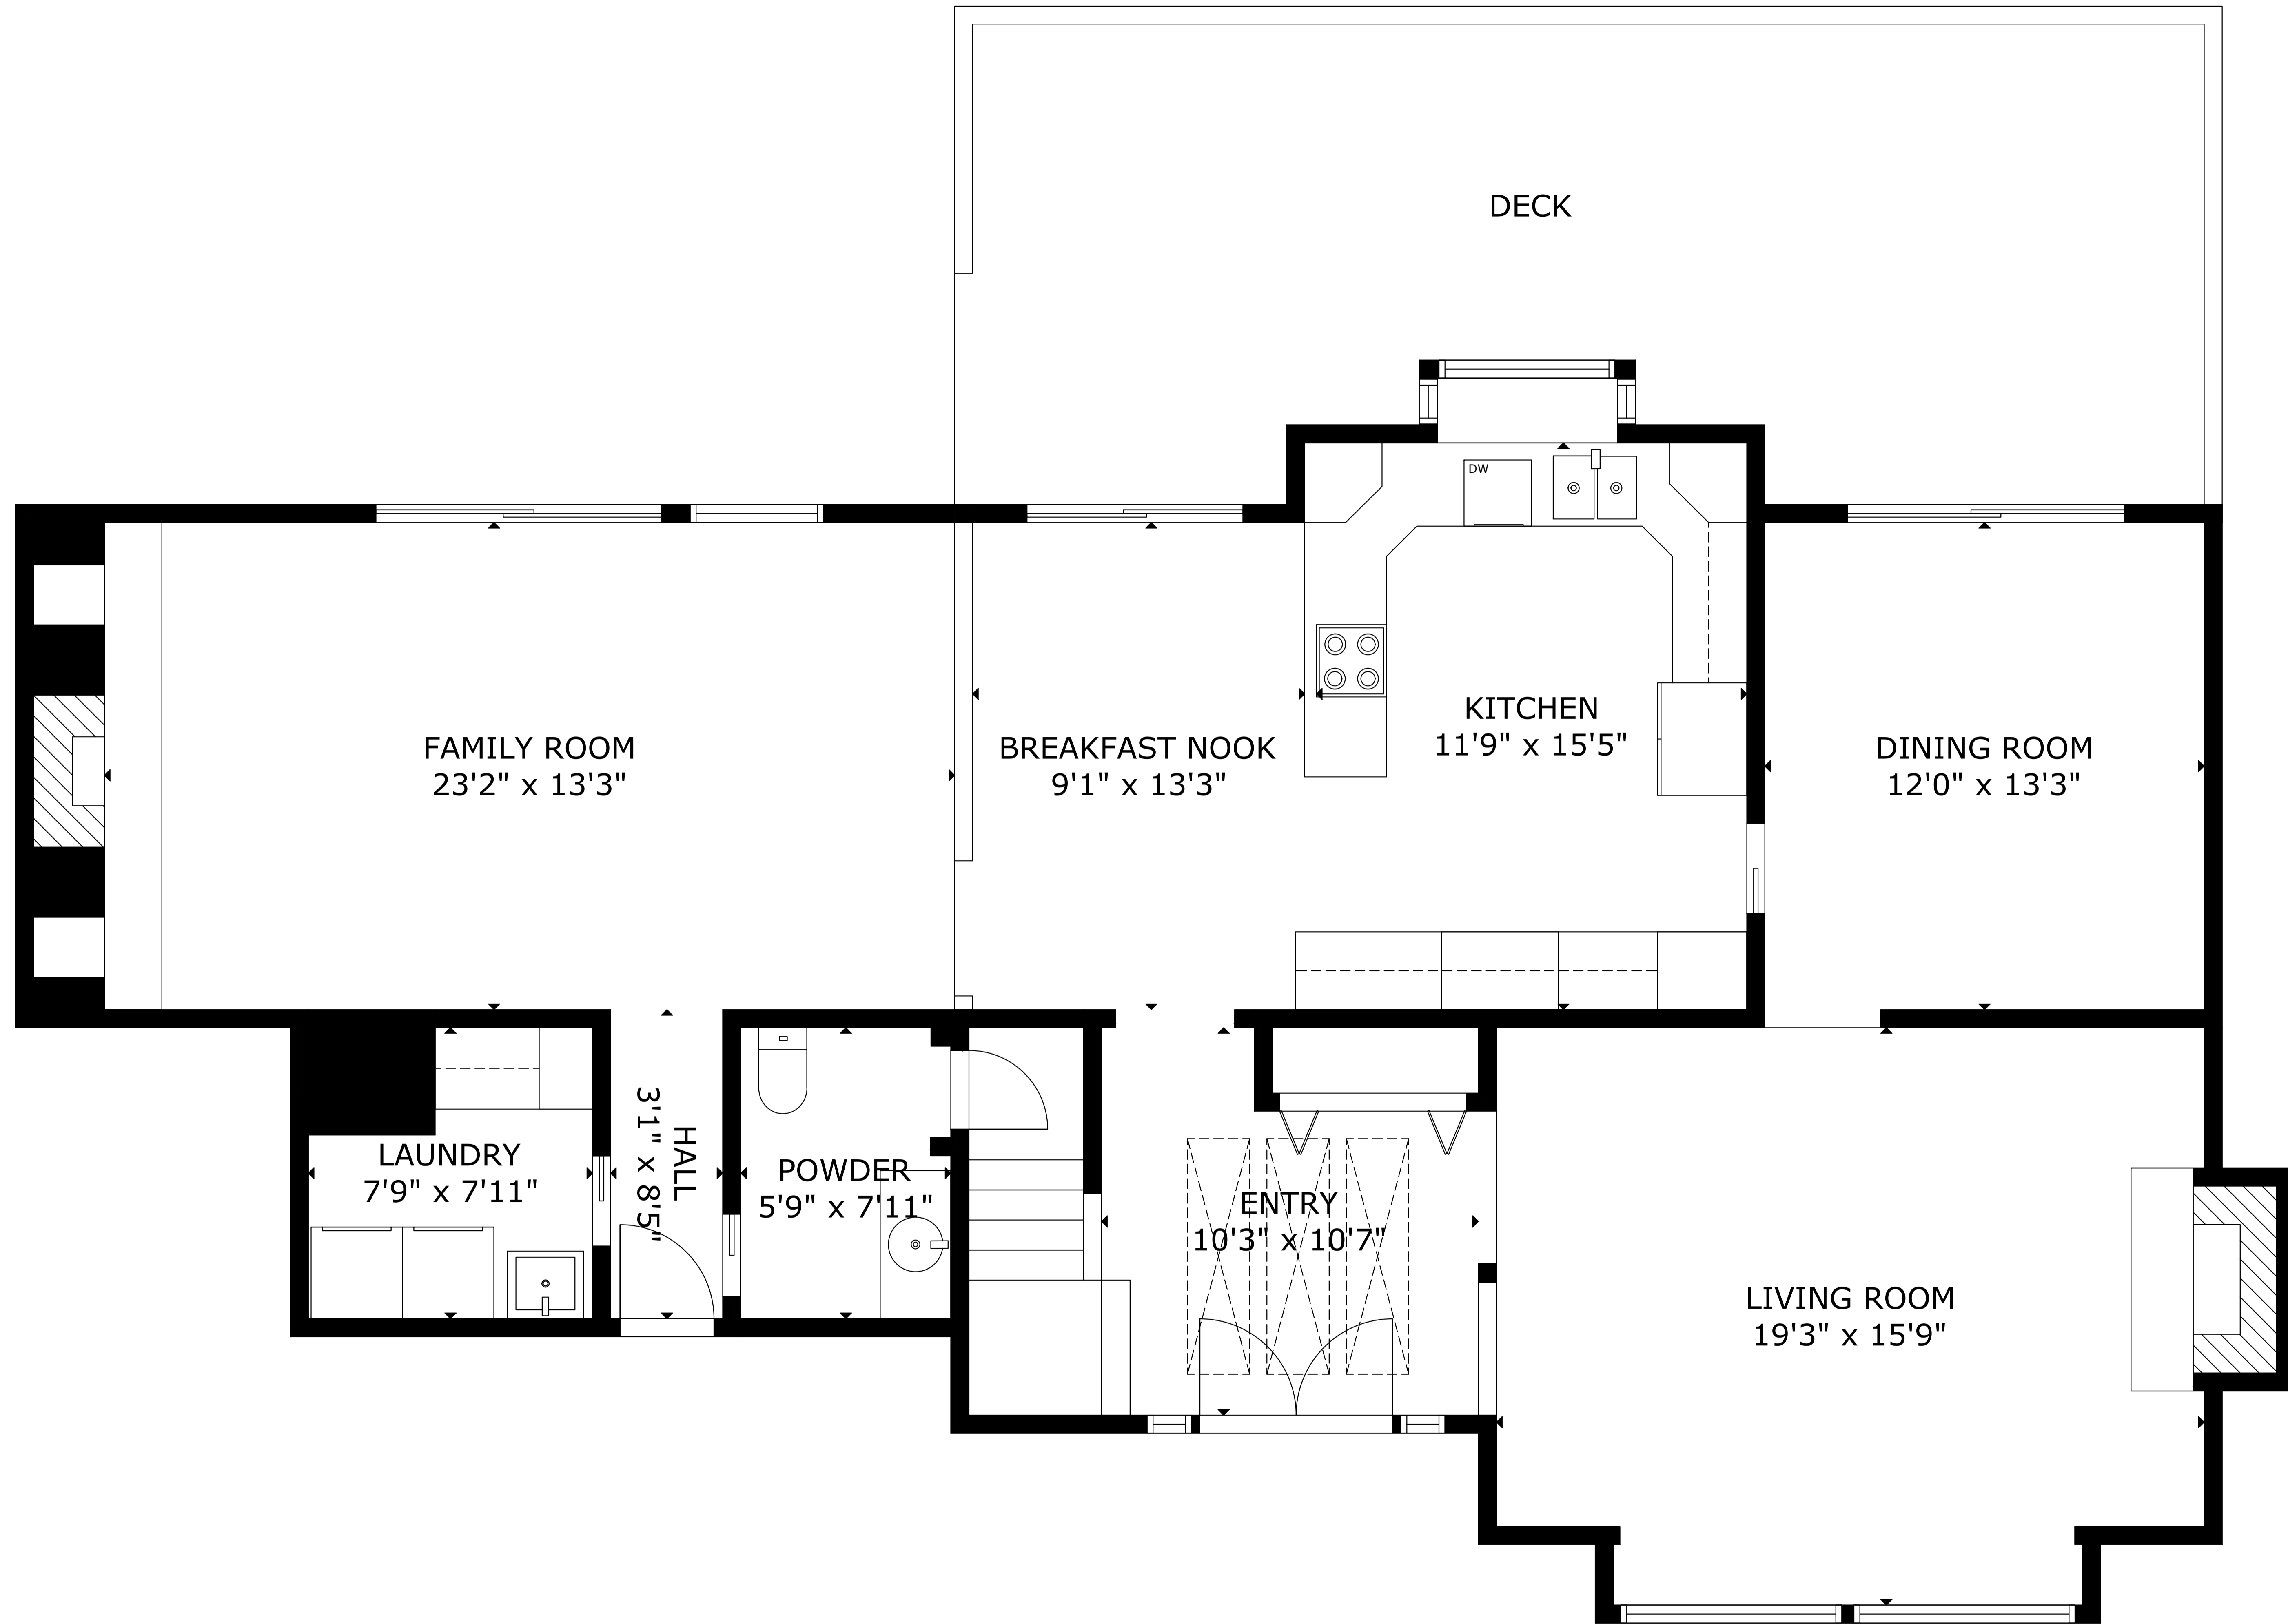 DECK
DW
KITCHEN
11'9" x 15'5"
FAMILY ROOM
23'2" x 13'3"
BREAKFAST NOOK
9'1" x 13'3"
DINING ROOM
12'0" x 13'3"
LAUNDRY
7'9" x 7'11"
HALL
3'1" x 8'5"
POWDER
5'9" x 7'11"
ENTRY
10'3" x 10'7"
LIVING ROOM
19'3" x 15'9"